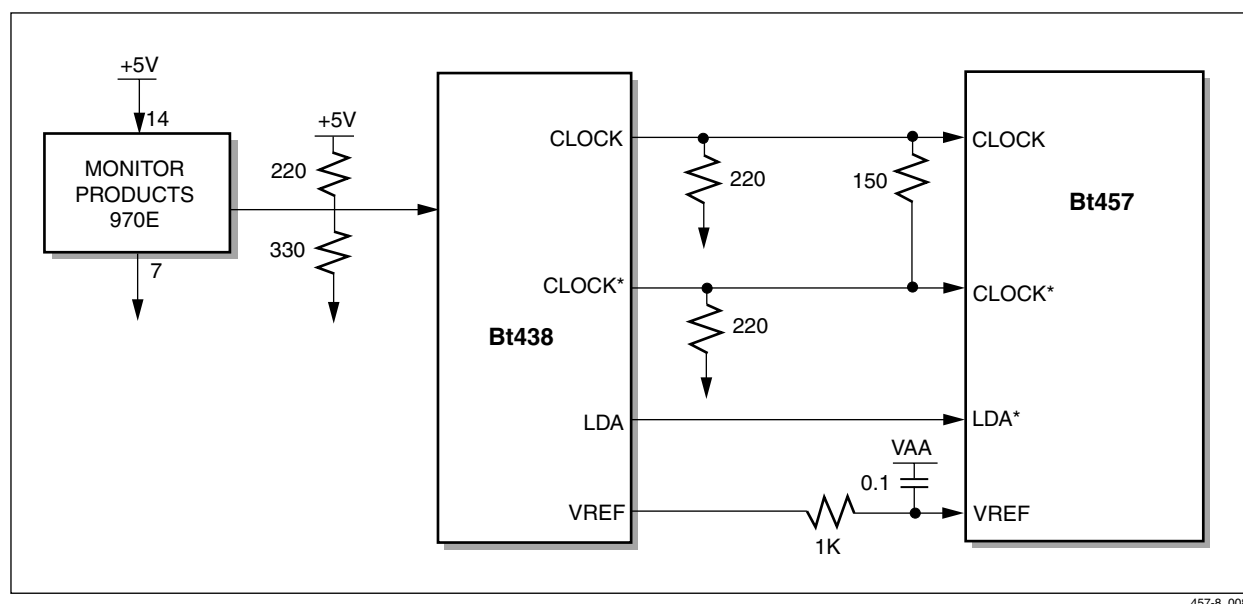 +5V
14
MONITOR
PRODUCTS
970E
7
+5V
220
330
Bt438
CLOCK
CLOCK*
LDA
VREF
220
150
220
VAA
0.1
1K
Bt457
CLOCK
CLOCK*
LDA*
VREF